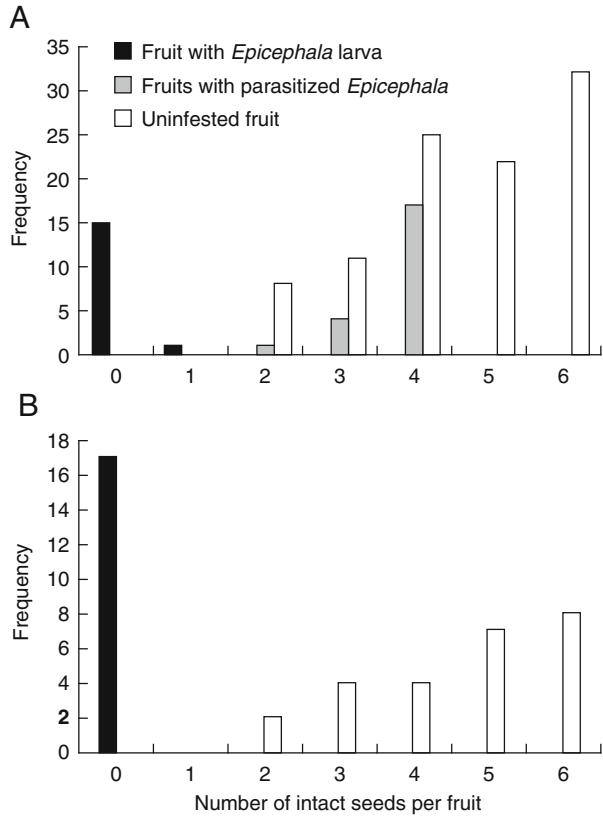 A
Fruit with Epicephala larva
Fruits with parasitized Epicephala
Uninfested fruit
Frequency
35
30
25
20
15
10
5
0
0 1 2 3 4 5 6
B
Frequency
18
16
14
12
10
8
6
4
2
0
0 1 2 3 4 5 6
Number of intact seeds per fruit